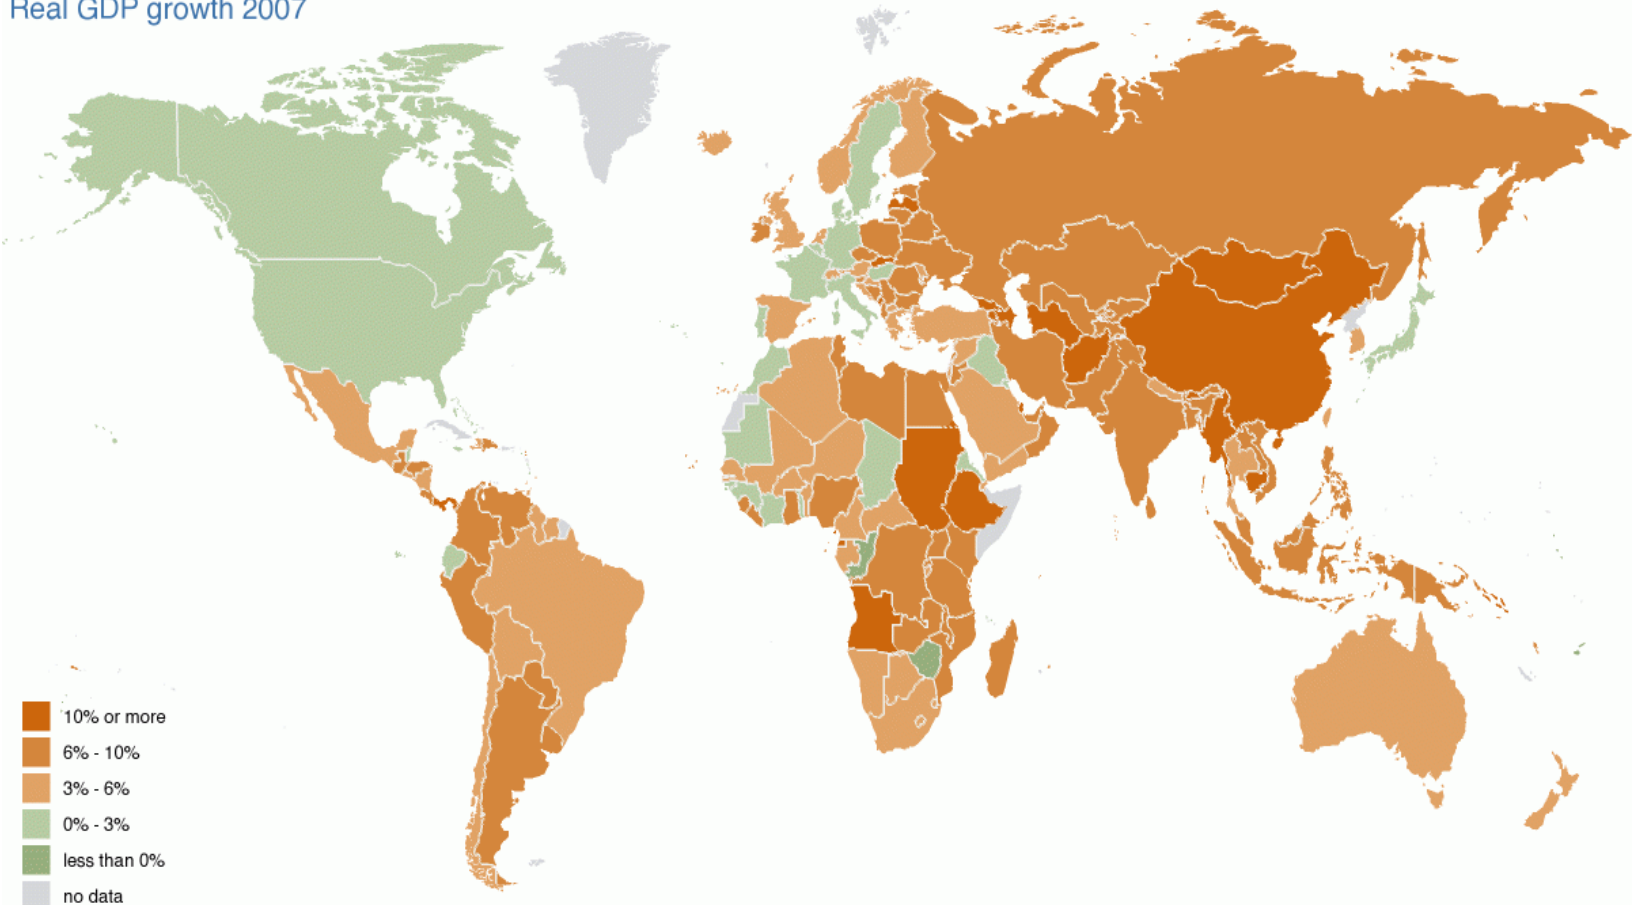 Real GDP growth 2007
10% or more
6% - 10%
3% - 6%
0% - 3%
less than 0%
no data